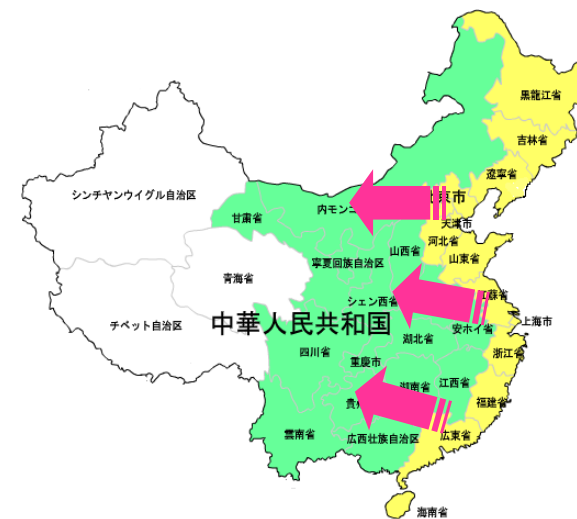 黒龍江省
吉林省
遼寧省
シンチヤンウイグル自治区
内モンゴ
北京市
甘粛省
天津市
河北省
山西省
山東省
寧夏回族自治区
青海省
シェン西省
江蘇省
中華人民共和国
チベット自治区
上海市
安ホイ省
湖北省
四川省
浙江省
重慶市
湖南省
江西省
貴州
福建省
雲南省
広西壮族自治区
広東省
海南省